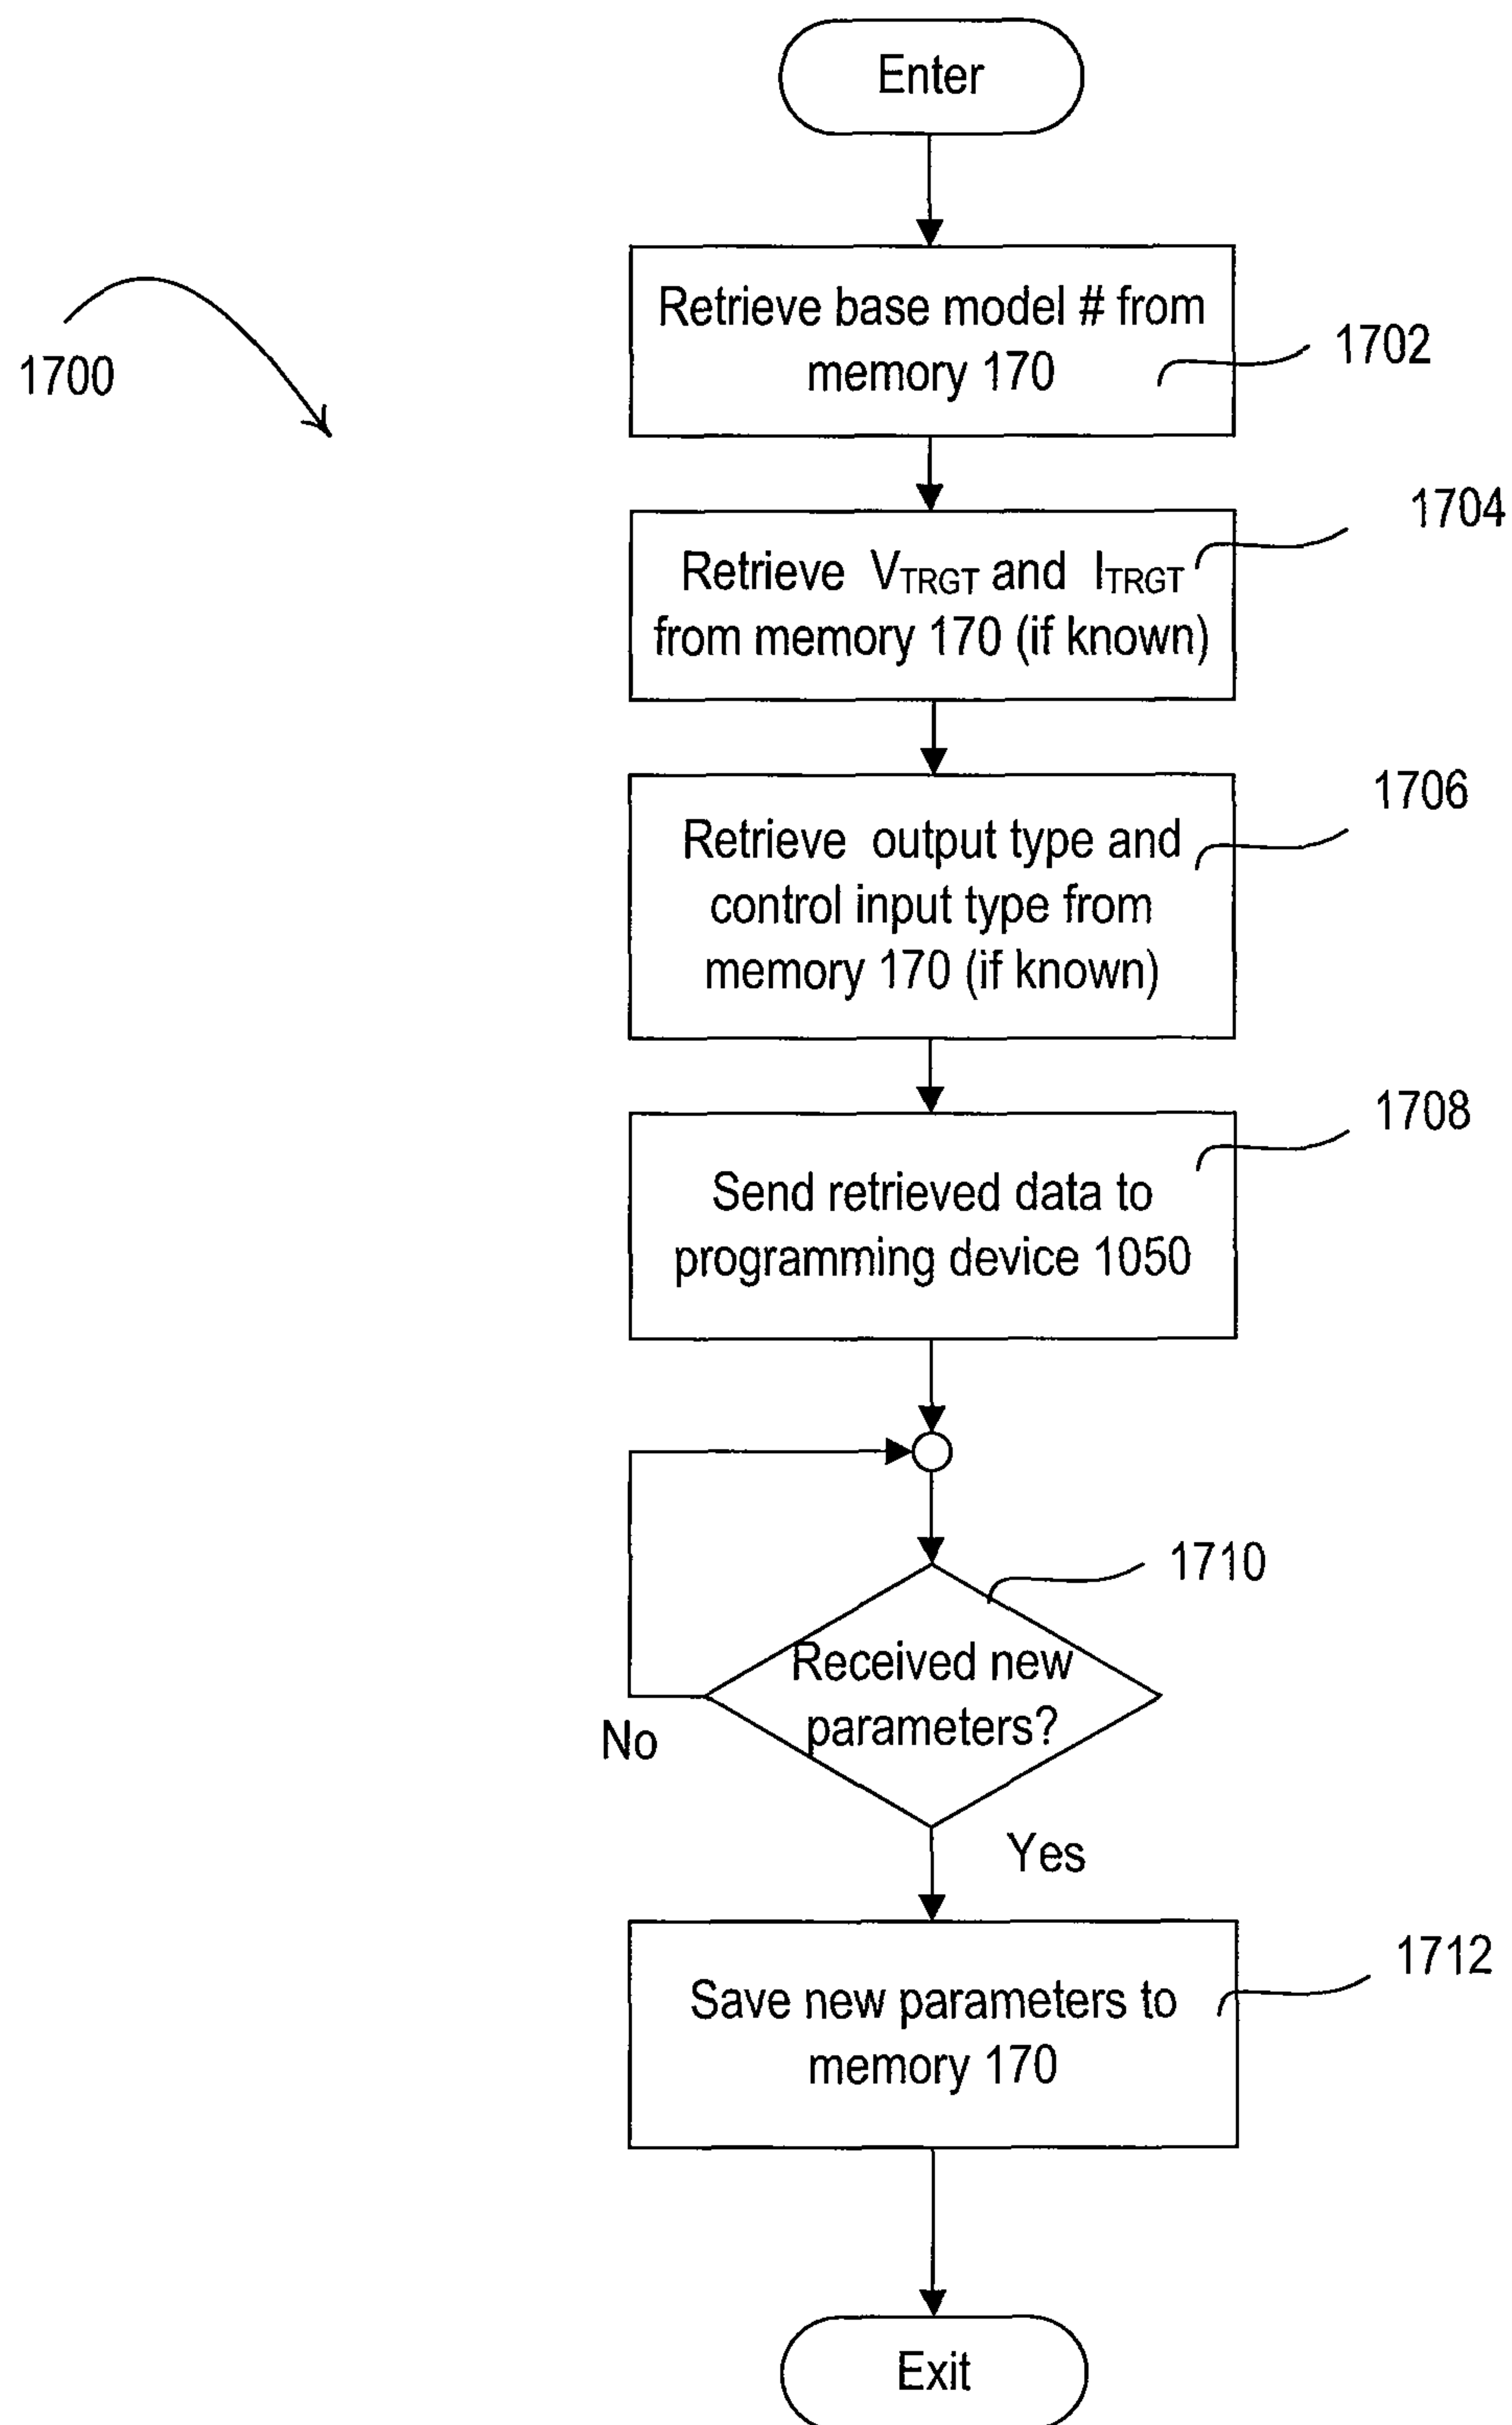 Enter
1700
Retrieve base model # from
memory 170
1702
Retrieve VTRGT and ITRGT
from memory 170 (if known)
1704
Retrieve output type and
control input type from
memory 170 (if known)
1706
Send retrieved data to
programming device 1050
1708
Received new
parameters?
1710
No
Yes
Save new parameters to
memory 170
1712
Exit